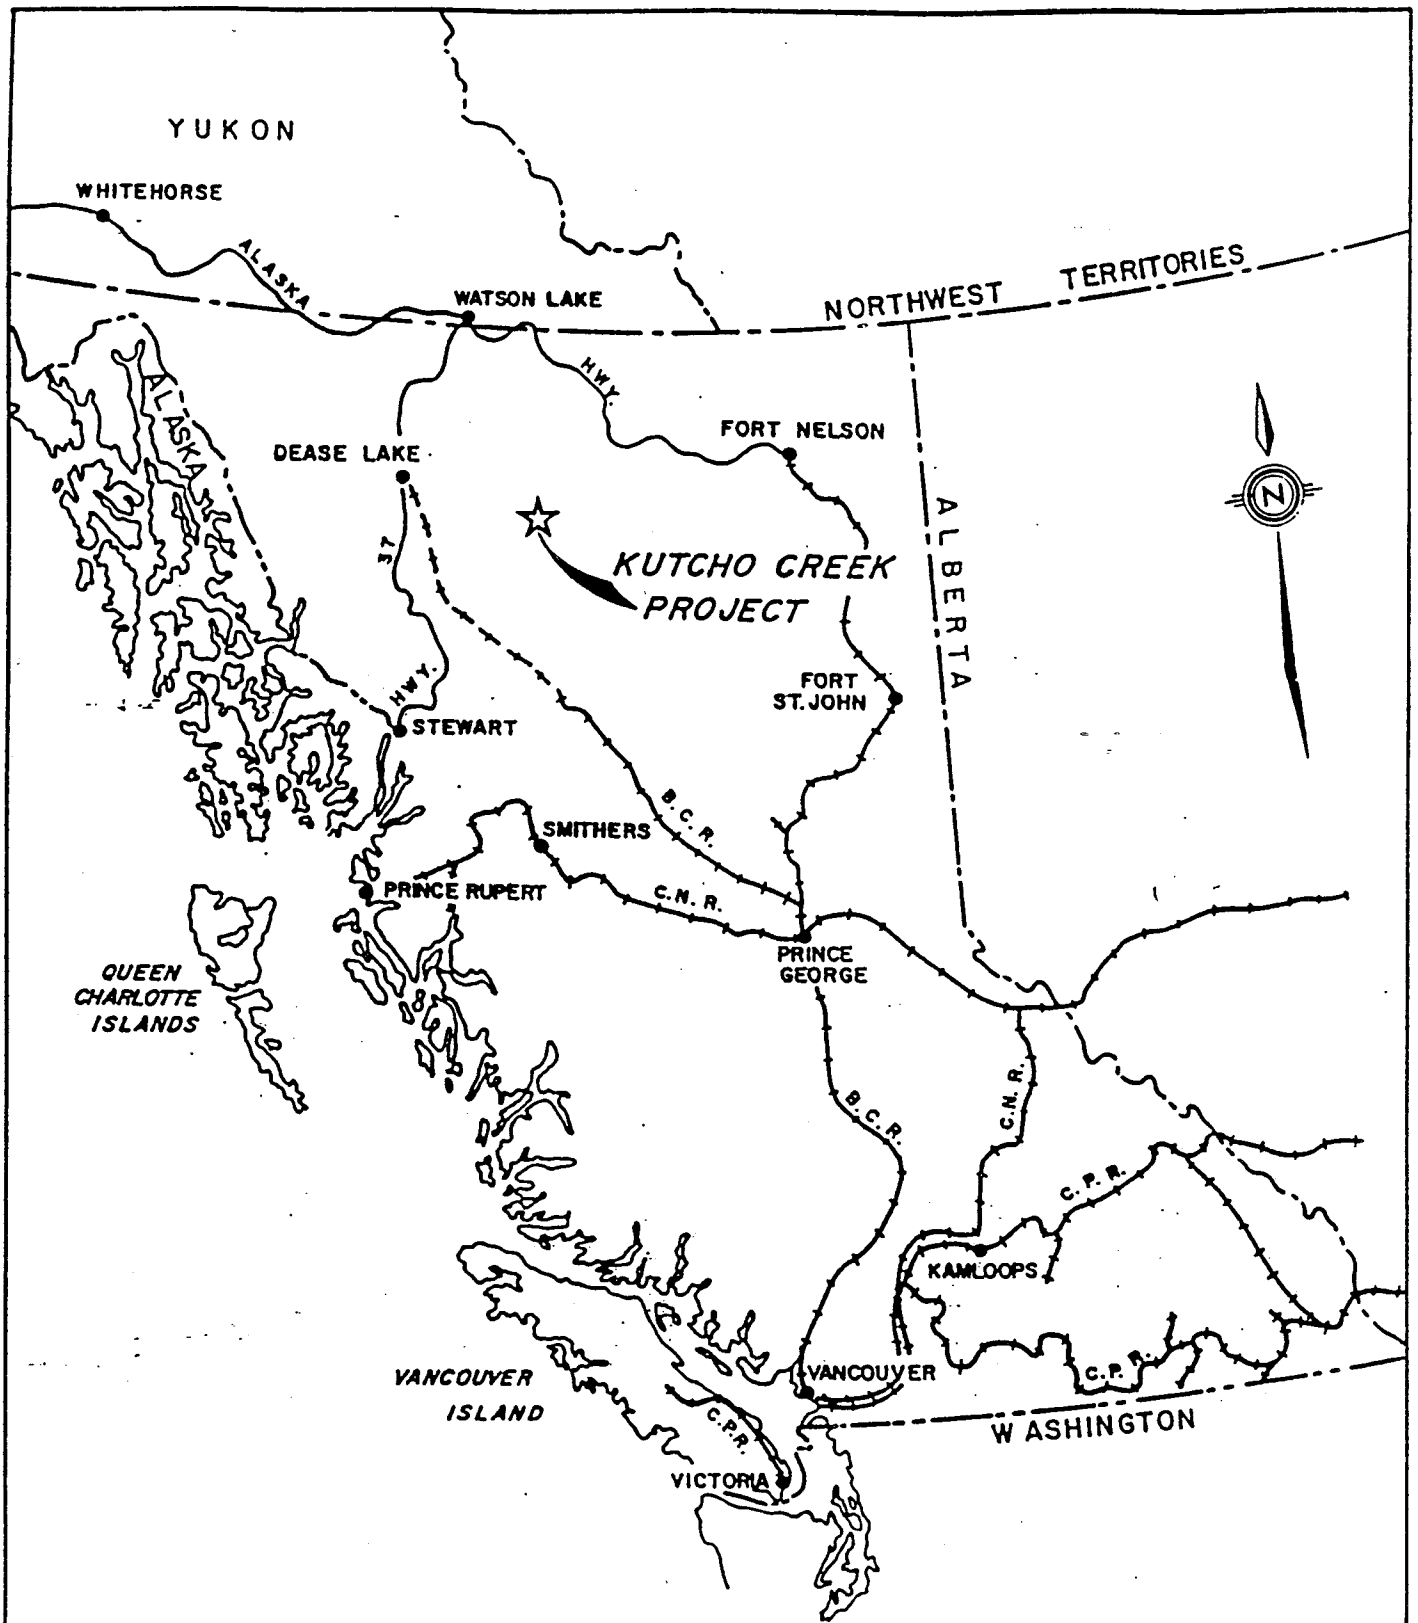 YUKON
WHITEHORSE
ALASKA
WATSON LAKE
NORTHWEST TERRITORIES
HWY.
ALASKA
FORT NELSON
DEASE LAKE
N
ALBERTA
37
KUTCHO CREEK
PROJECT
HWY.
FORT
ST. JOHN
STEWART
B.C.R.
SMITHERS
PRINCE RUPERT
C.N.R.
PRINCE
GEORGE
QUEEN
CHARLOTTE
ISLANDS
C.N.R.
B.C.R.
C.P.R.
KAMLOOPS
VANCOUVER
ISLAND
VANCOUVER
C.P.R.
C.P.R.
WASHINGTON
VICTORIA